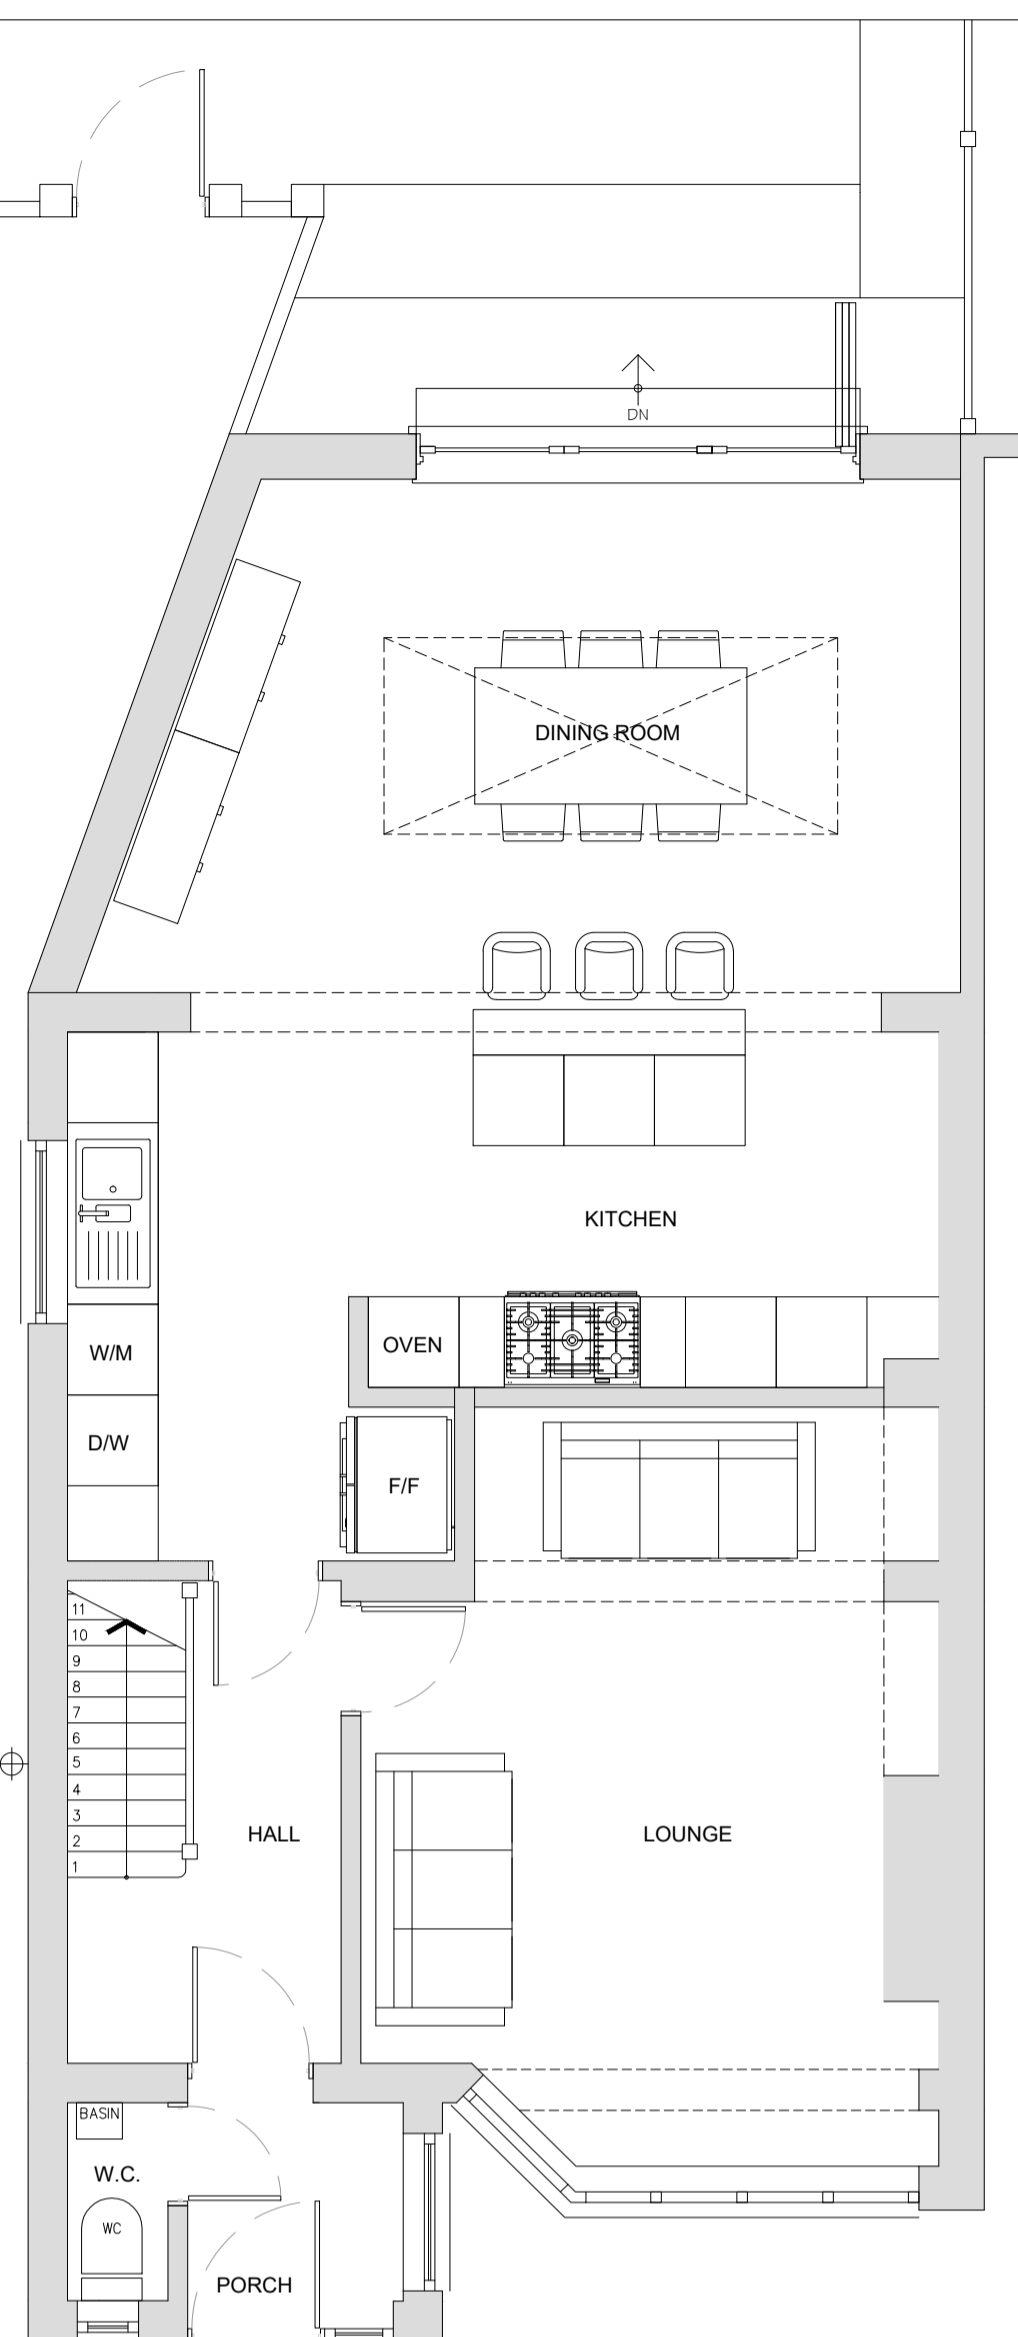 DN
DINING ROOM
KITCHEN
OVEN
W/M
D/W
F/F
11
10
9
8
7
6
5
4
3
2
1
HALL
LOUNGE
BASIN
W.C.
WC
PORCH